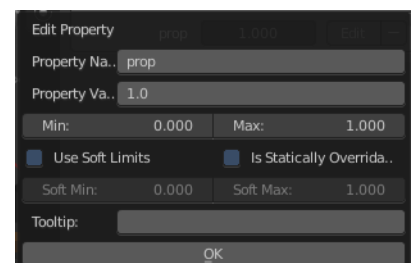 Edit Property
prop 1.000 Edit
Property Na.. prop
Property Va.. 1.0
Min: 0.000 Max: 1.000
Use Soft Limits Is Statically Overrida..
Soft Min: 0.000 Soft Max: 1.000
Tooltip:
OK